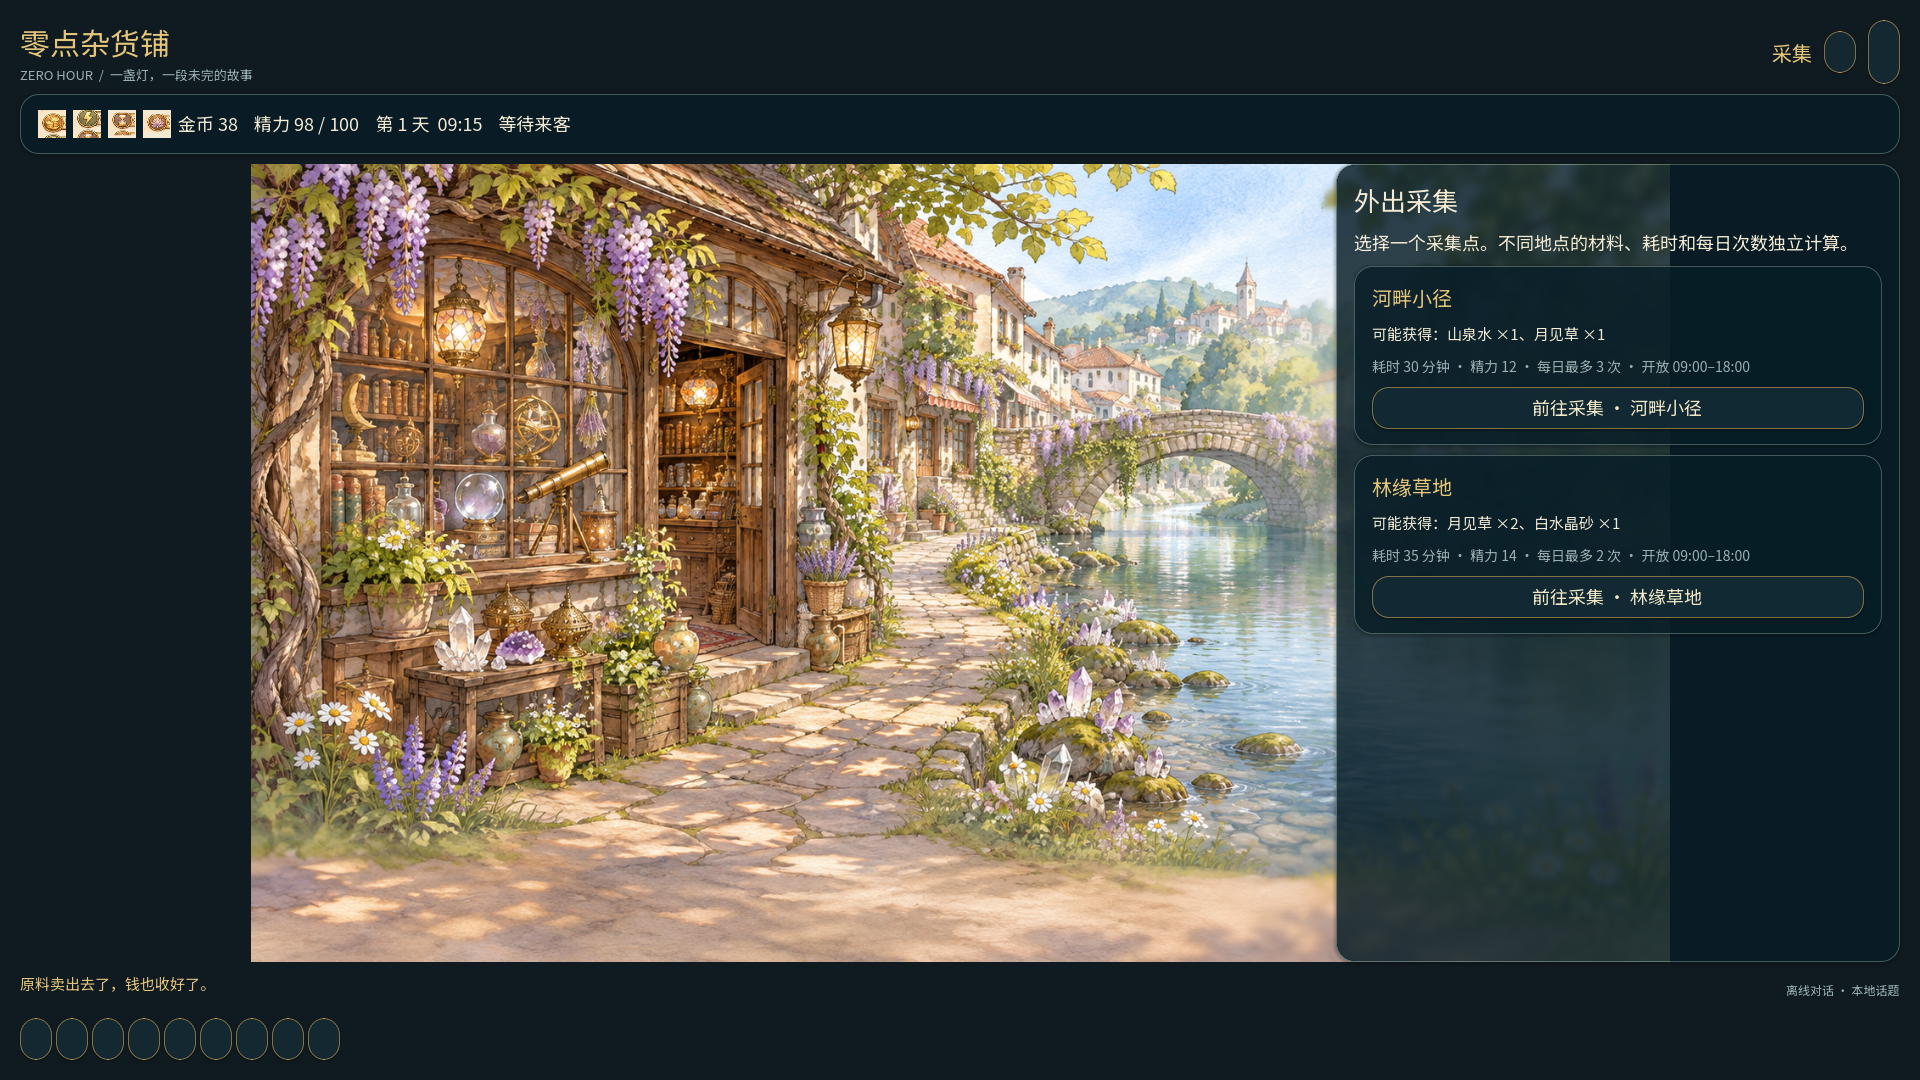 零点杂货铺
ZERO HOUR / 一盏灯，一段未完的故事
采集
金币 38 精力 98 / 100 第 1 天 09:15 等待来客
外出采集
选择一个采集点。不同地点的材料、耗时和每日次数独立计算。
河畔小径
可能获得：山泉水 ×1、月见草 ×1
耗时 30 分钟 · 精力 12 · 每日最多 3 次 · 开放 09:00–18:00
前往采集 · 河畔小径
林缘草地
可能获得：月见草 ×2、白水晶砂 ×1
耗时 35 分钟 · 精力 14 · 每日最多 2 次 · 开放 09:00–18:00
前往采集 · 林缘草地
原料卖出去了，钱也收好了。
离线对话 · 本地话题